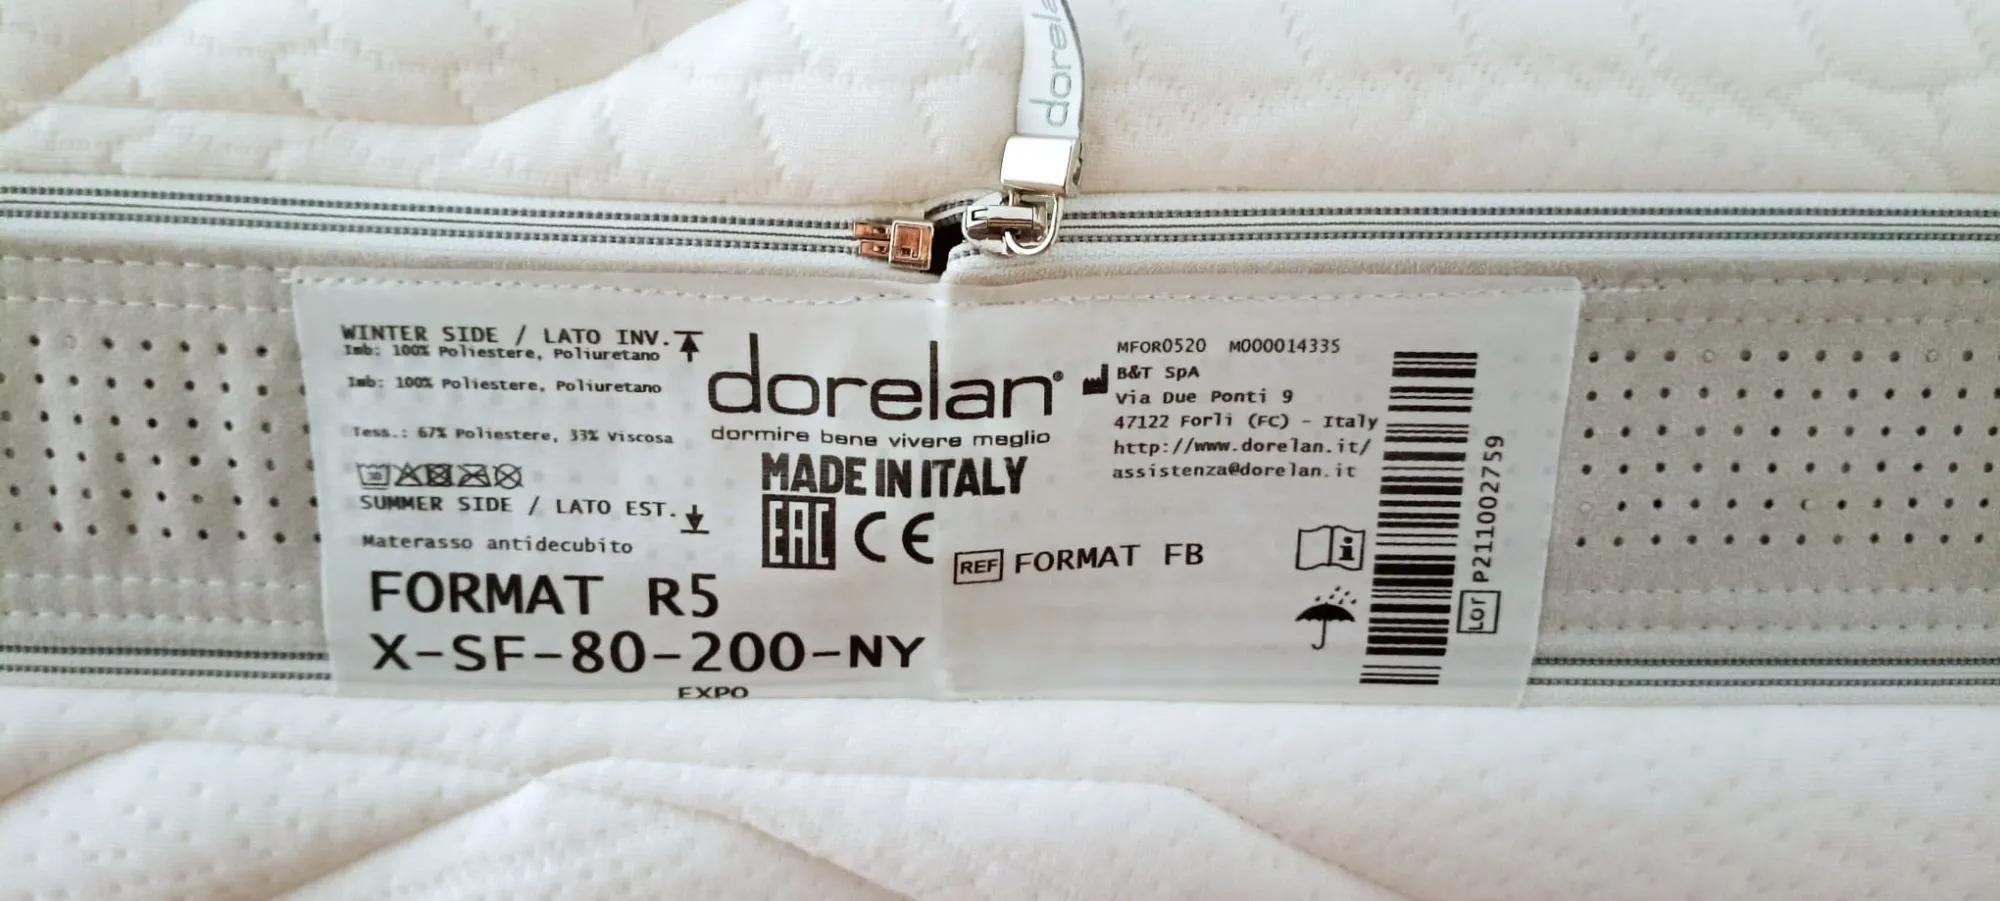 dorela
WINTER SIDE / LATO INV.
Imb: 100% Poliestere, Poliuretano
Imb: 100% Poliestere, Poliuretano
Tess.: 67% Poliestere, 33% Viscosa
30
SUMMER SIDE / LATO EST.
Materasso antidecubito
FORMAT R5
X-SF-80-200-NY
EXPO
dorelan®
dormire bene vivere meglio
MADE IN ITALY
EAC CE
REF FORMAT FB
MFOR0520 M000014335
B&T SpA
Via Due Ponti 9
47122 Forli (FC) - Italy
http://www.dorelan.it/
assistenza@dorelan.it
i
LOT P211002759